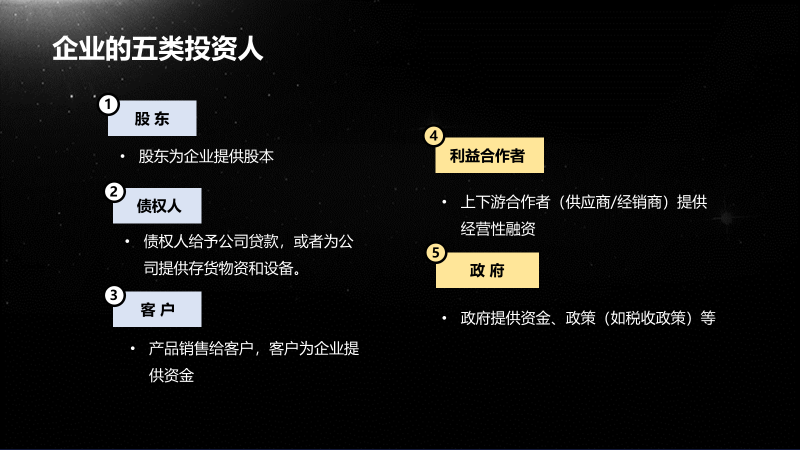 企业的五类投资人
1
股 东
• 股东为企业提供股本
2
债权人
• 债权人给予公司贷款，或者为公
司提供存货物资和设备。
3
客 户
• 产品销售给客户，客户为企业提
供资金
4
利益合作者
• 上下游合作者（供应商/经销商）提供
经营性融资
5
政 府
• 政府提供资金、政策（如税收政策）等